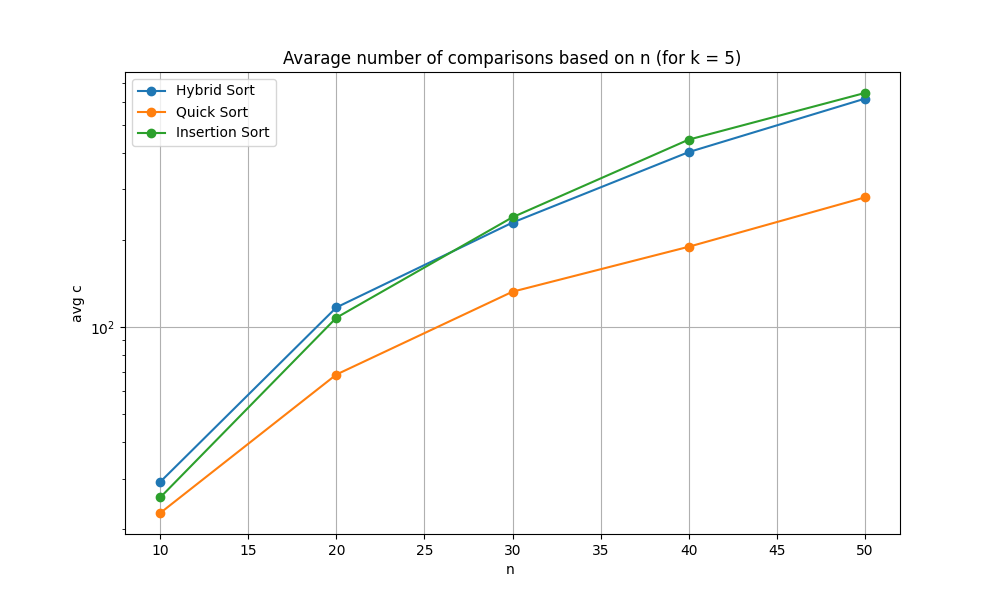 Avarage number of comparisons based on n (for k = 5)
Hybrid Sort
Quick Sort
Insertion Sort
avg c
10²
10 15 20 25 30 35 40 45 50
n